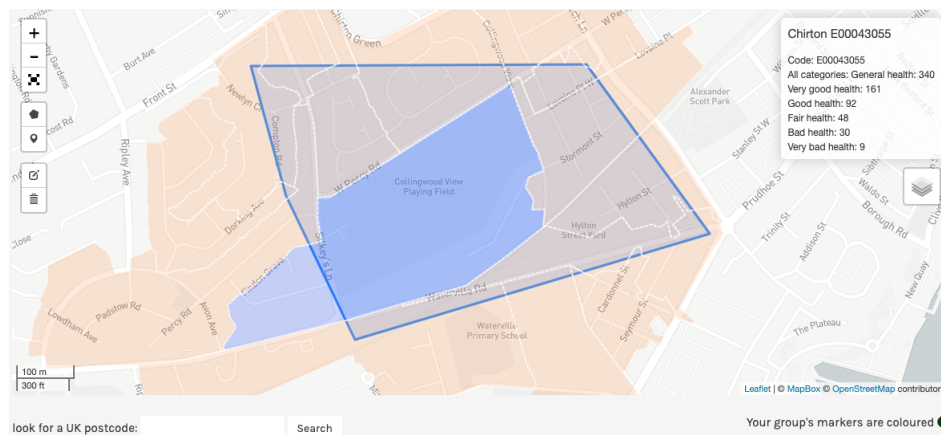 Chirton E00043055
Code: E00043055
All categories: General health: 340
Very good health: 161
Good health: 92
Fair health: 48
Bad health: 30
Very bad health: 9
+
-
Burt Ave
Front St
Chirton Green
Newlyn Cr
Compton Rd
Ripley Ave
W Percy Rd
Collingwood View
Playing Field
Lovaine Pl
Stormont St
Hylton St
Hylton
Street Yard
Alexander
Scott Park
Stanley St W
Prudhoe St
Waldo St
Borough Rd
Trinity St
Addison St
New Quay
The Plateau
Dorking Ave
Silkey's Ln
Waterville Rd
Cardonnel St
Seymour St
Waterville
Primary School
Padstow Rd
Percy Rd
Avon Ave
Lowdham Ave
Close
100 m
300 ft
Leaflet | © MapBox © OpenStreetMap contributor
look for a UK postcode:
Search
Your group's markers are coloured